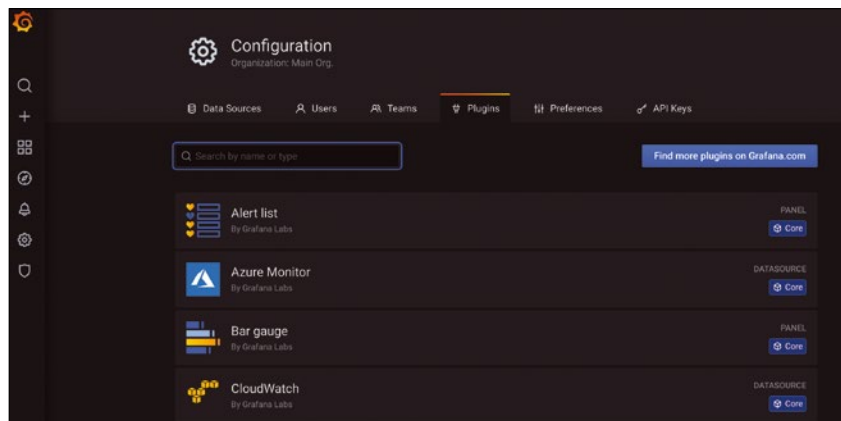 Configuration
Organization: Main Org.
Data Sources Users Teams Plugins Preferences API Keys
Search by name or type
Find more plugins on Grafana.com
Alert list
By Grafana Labs
PANEL
Core
Azure Monitor
By Grafana Labs
DATASOURCE
Core
Bar gauge
By Grafana Labs
PANEL
Core
CloudWatch
By Grafana Labs
DATASOURCE
Core